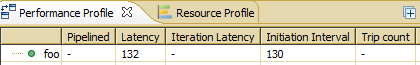 Performance Profile Resource Profile
Pipelined Latency Iteration Latency Initiation Interval Trip count
foo - 132 - 130 -